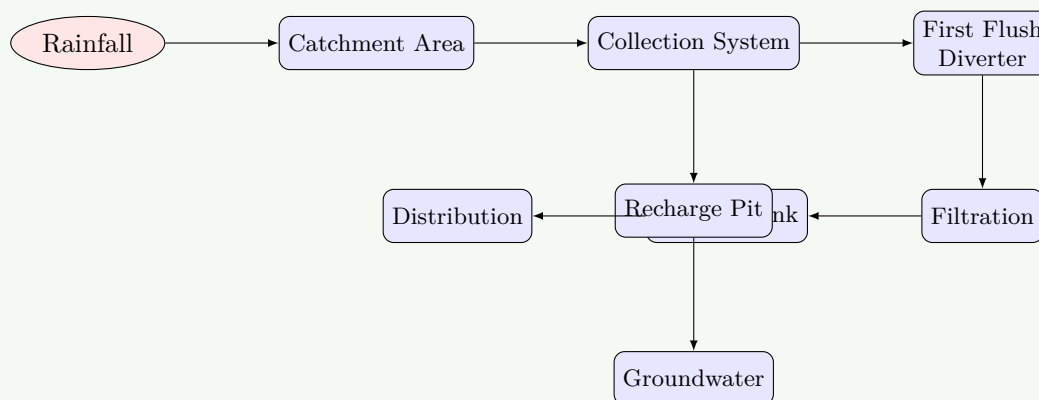 Rainfall
Catchment Area
Collection System
First Flush
Diverter
Distribution
Recharge Pit
Filtration
Groundwater